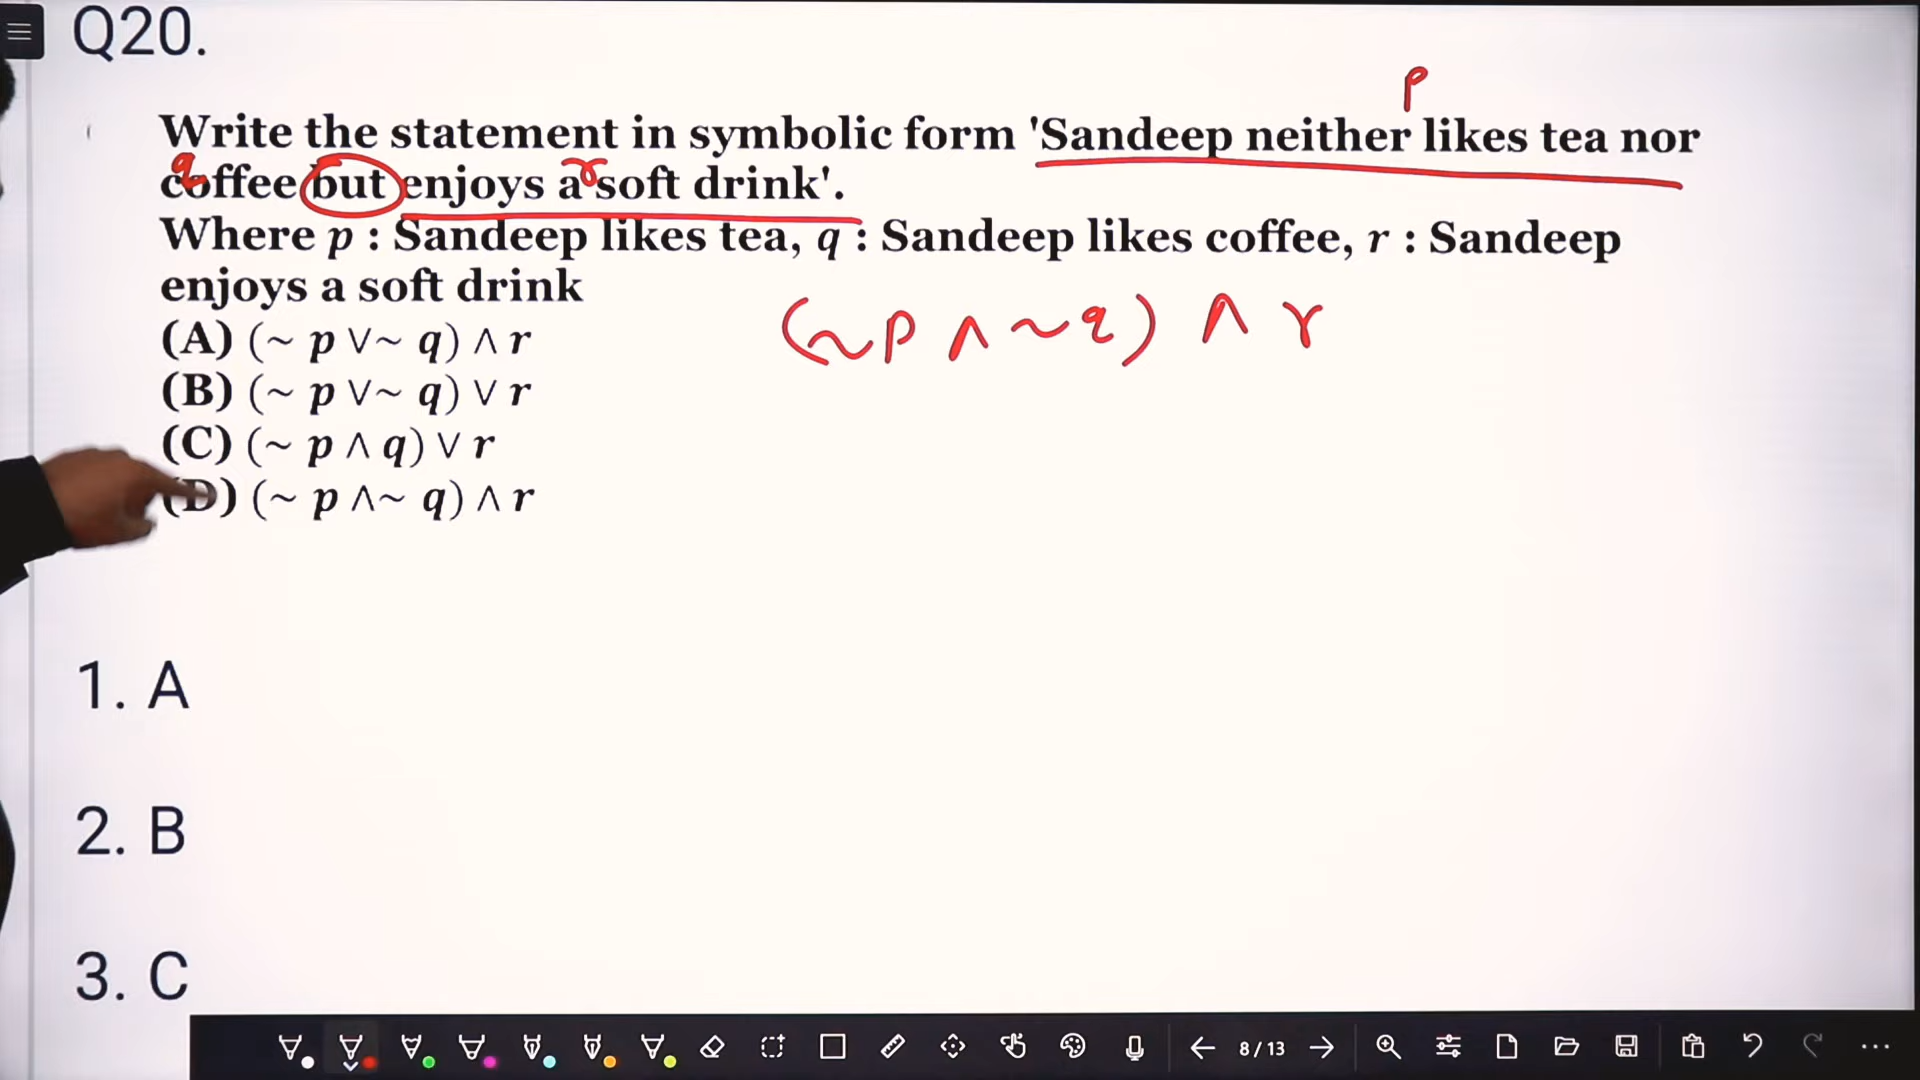 Q20.
p
Write the statement in symbolic form 'Sandeep neither likes tea nor
q r
coffee but enjoys a soft drink'.
Where p : Sandeep likes tea, q : Sandeep likes coffee, r : Sandeep
enjoys a soft drink
(~p ∧ ~q) ∧ r
(A) (~ p ∨~ q) ∧ r
(B) (~ p ∨~ q) ∨ r
(C) (~ p ∧ q) ∨ r
(D) (~ p ∧~ q) ∧ r
1. A
2. B
3. C
8 / 13